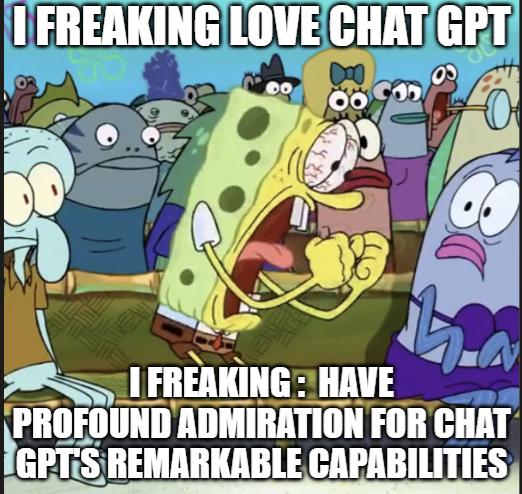 I FREAKING LOVE CHAT GPT
I FREAKING : HAVE
PROFOUND ADMIRATION FOR CHAT
GPT'S REMARKABLE CAPABILITIES